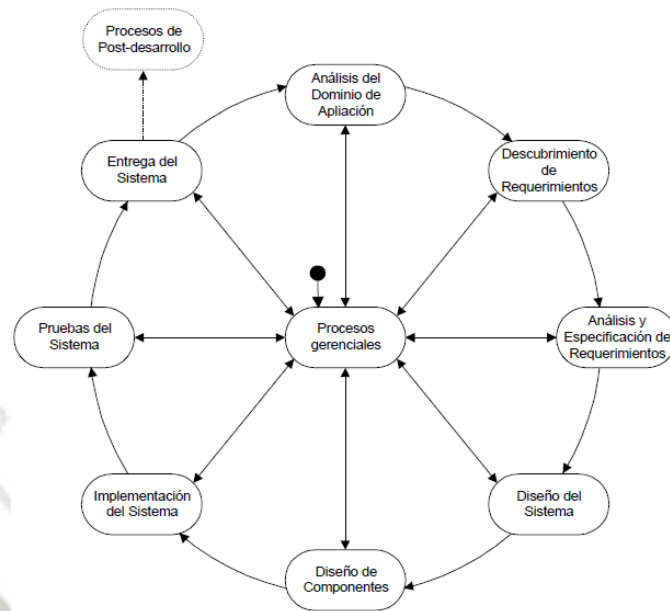 Procesos de
Post-desarrollo
Análisis del
Dominio de
Apliación
Entrega del
Sistema
Descubrimiento
de
Requerimientos
Pruebas del
Sistema
Procesos
gerenciales
Análisis y
Especificación de
Requerimientos
Implementación
del Sistema
Diseño del
Sistema
Diseño de
Componentes